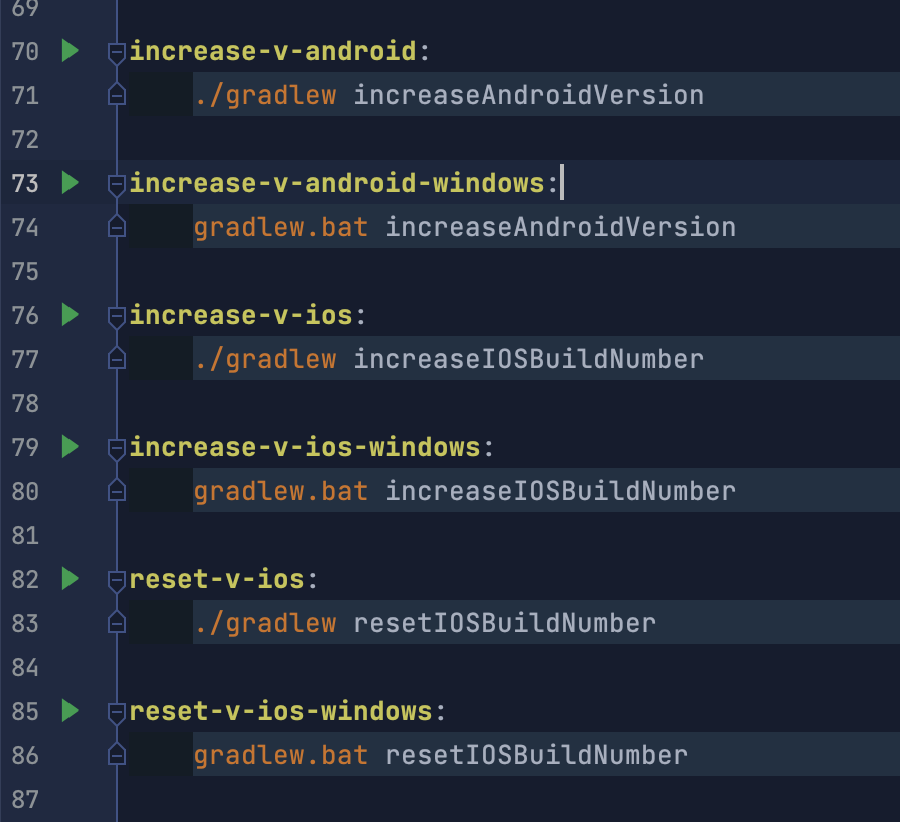 69
70 increase-v-android:
71 ./gradlew increaseAndroidVersion
72
73 increase-v-android-windows:
74 gradlew.bat increaseAndroidVersion
75
76 increase-v-ios:
77 ./gradlew increaseIOSBuildNumber
78
79 increase-v-ios-windows:
80 gradlew.bat increaseIOSBuildNumber
81
82 reset-v-ios:
83 ./gradlew resetIOSBuildNumber
84
85 reset-v-ios-windows:
86 gradlew.bat resetIOSBuildNumber
87